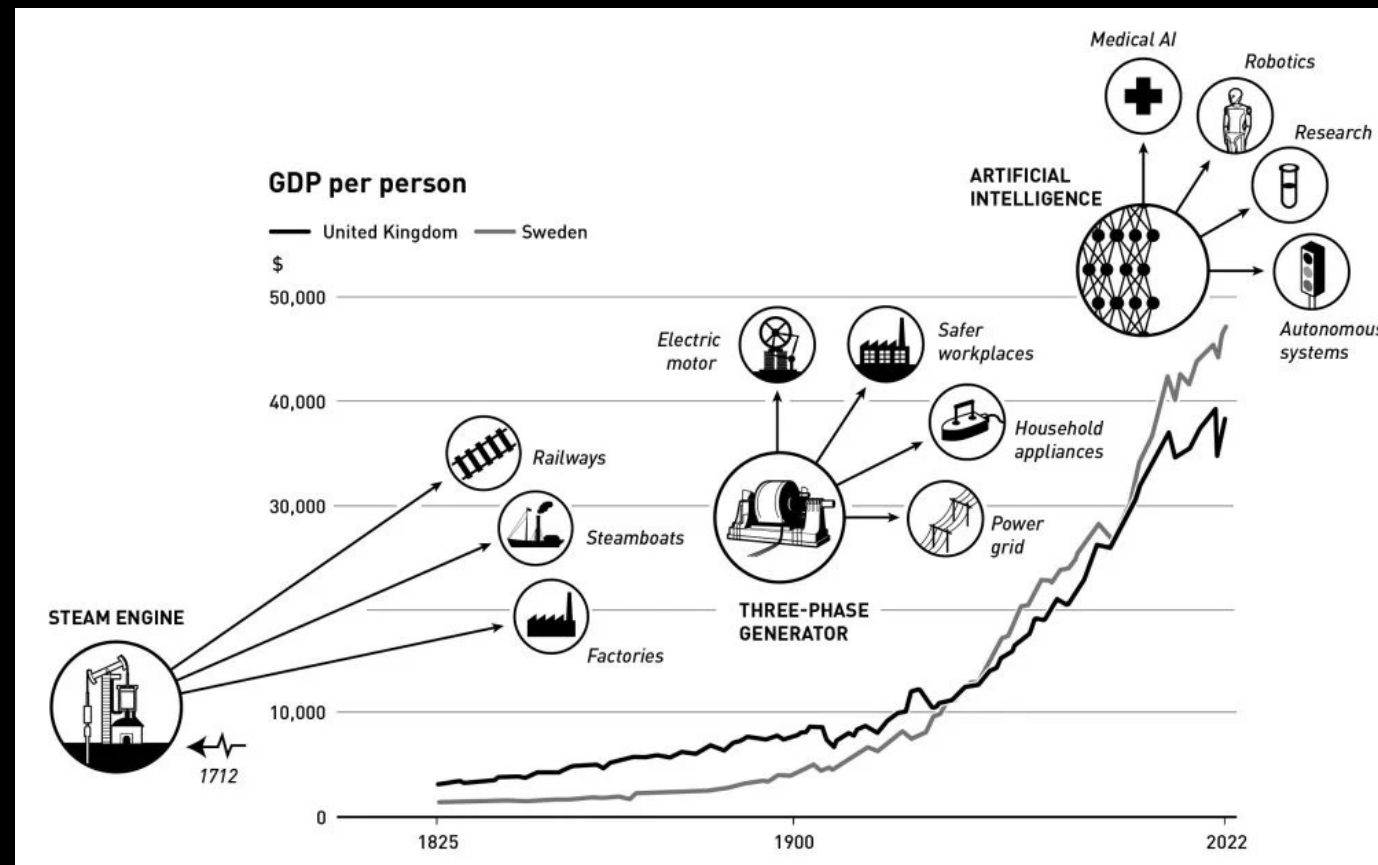 GDP per person
United Kingdom
Sweden
$
50,000
40,000
30,000
10,000
0
1825
1900
2022
STEAM ENGINE
1712
Railways
Steamboats
Factories
THREE-PHASE
GENERATOR
Electric
motor
Safer
workplaces
Household
appliances
Power
grid
ARTIFICIAL
INTELLIGENCE
Medical AI
Robotics
Research
Autonomous
systems